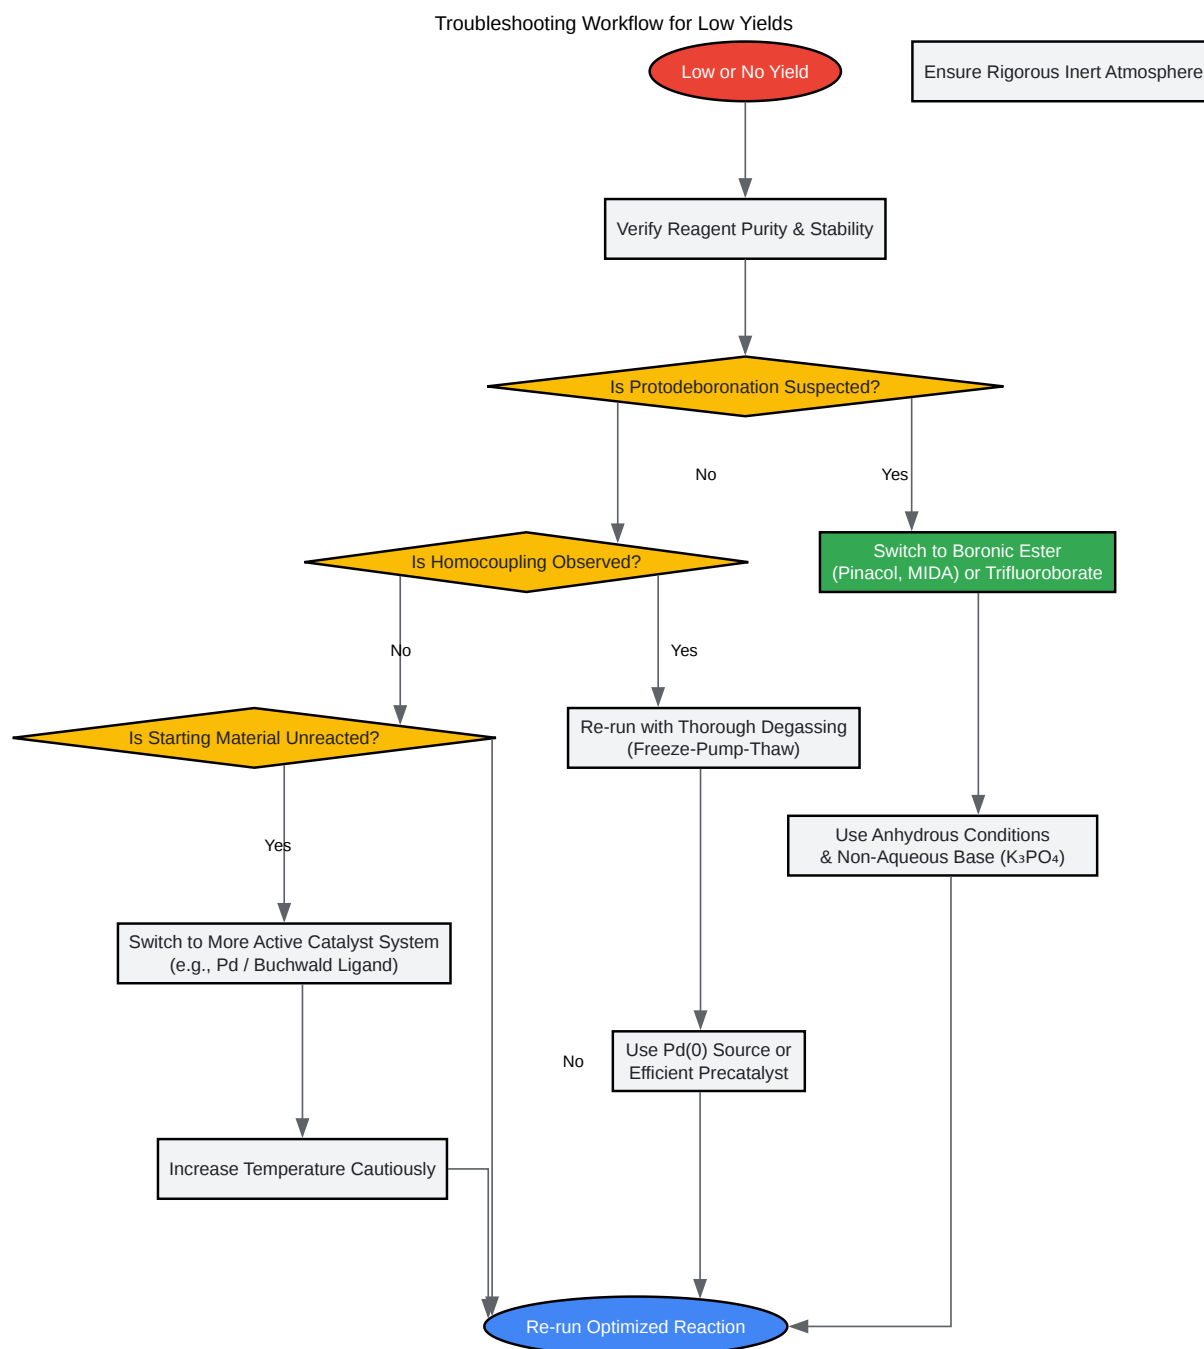 Troubleshooting Workflow for Low Yields
Low or No Yield
Ensure Rigorous Inert Atmosphere
Verify Reagent Purity & Stability
Is Protodeboronation Suspected?
No
Yes
Is Homocoupling Observed?
Switch to Boronic Ester
(Pinacol, MIDA) or Trifluoroborate
No
Yes
Is Starting Material Unreacted?
Re-run with Thorough Degassing
(Freeze-Pump-Thaw)
Use Anhydrous Conditions
& Non-Aqueous Base (K₃PO₄)
Yes
Switch to More Active Catalyst System
(e.g., Pd / Buchwald Ligand)
No
Use Pd(0) Source or
Efficient Precatalyst
Increase Temperature Cautiously
Re-run Optimized Reaction